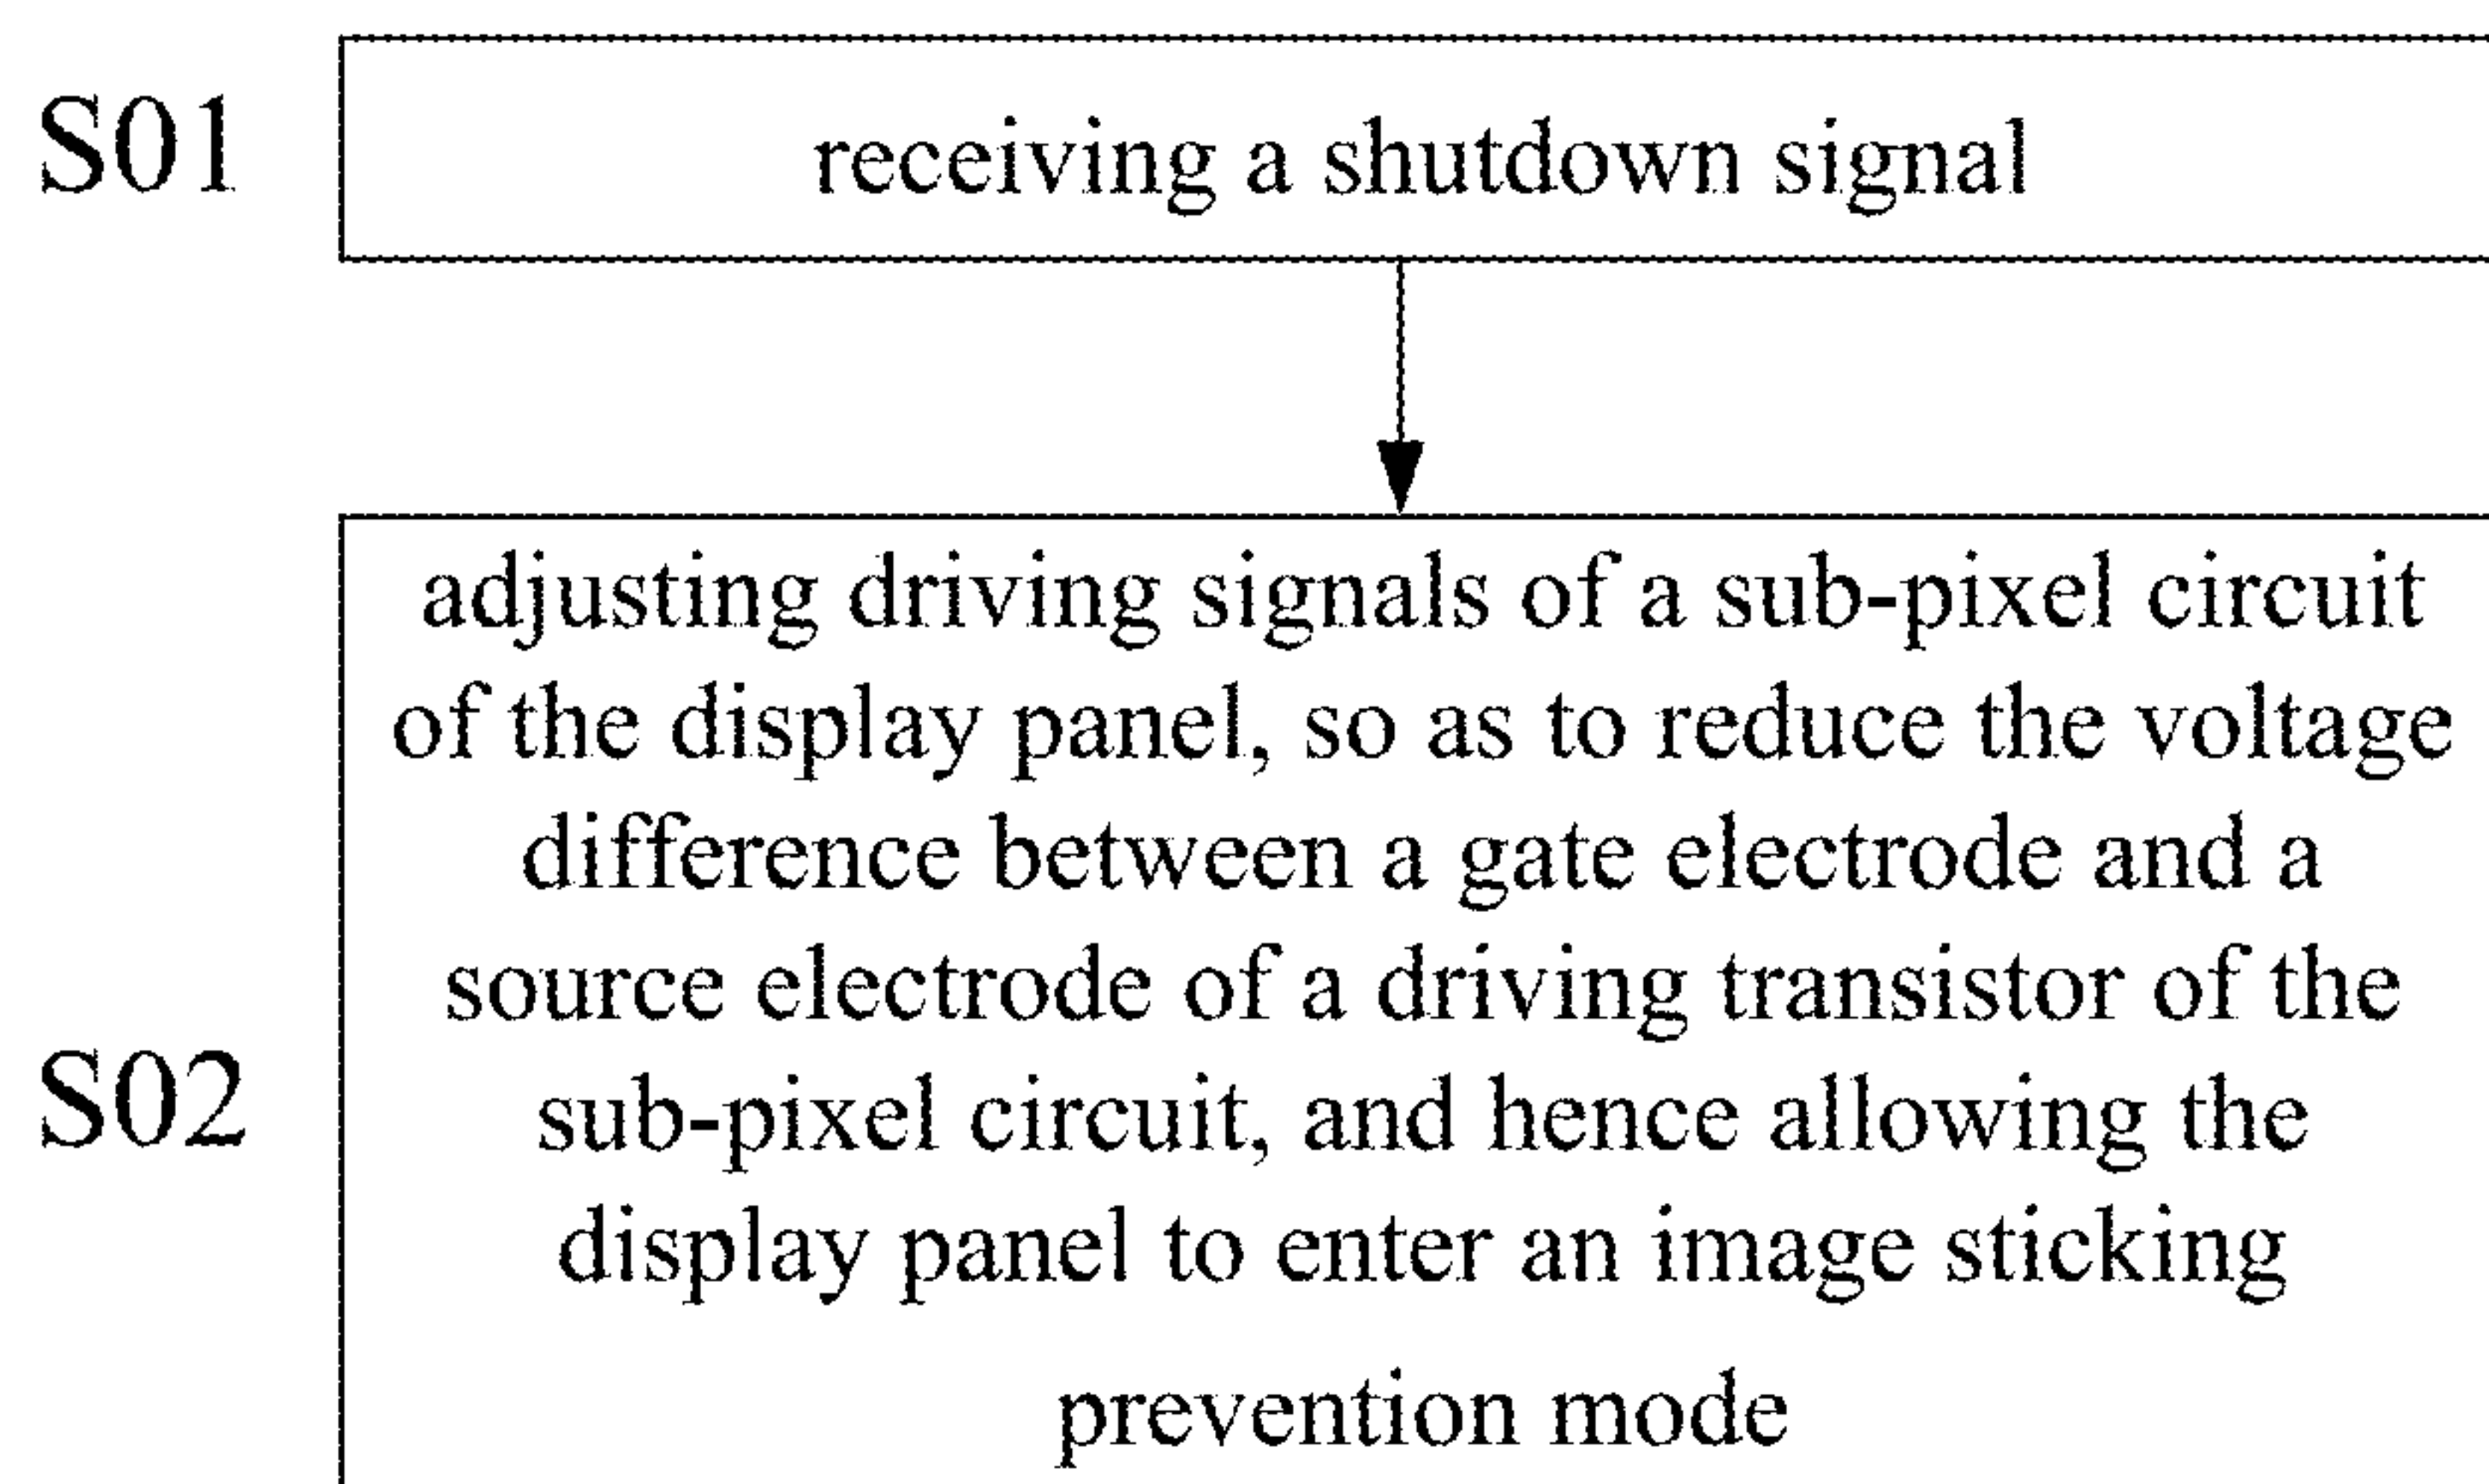 S01
receiving a shutdown signal
adjusting driving signals of a sub-pixel circuit
of the display panel, so as to reduce the voltage
difference between a gate electrode and a
source electrode of a driving transistor of the
S02
sub-pixel circuit, and hence allowing the
display panel to enter an image sticking
prevention mode